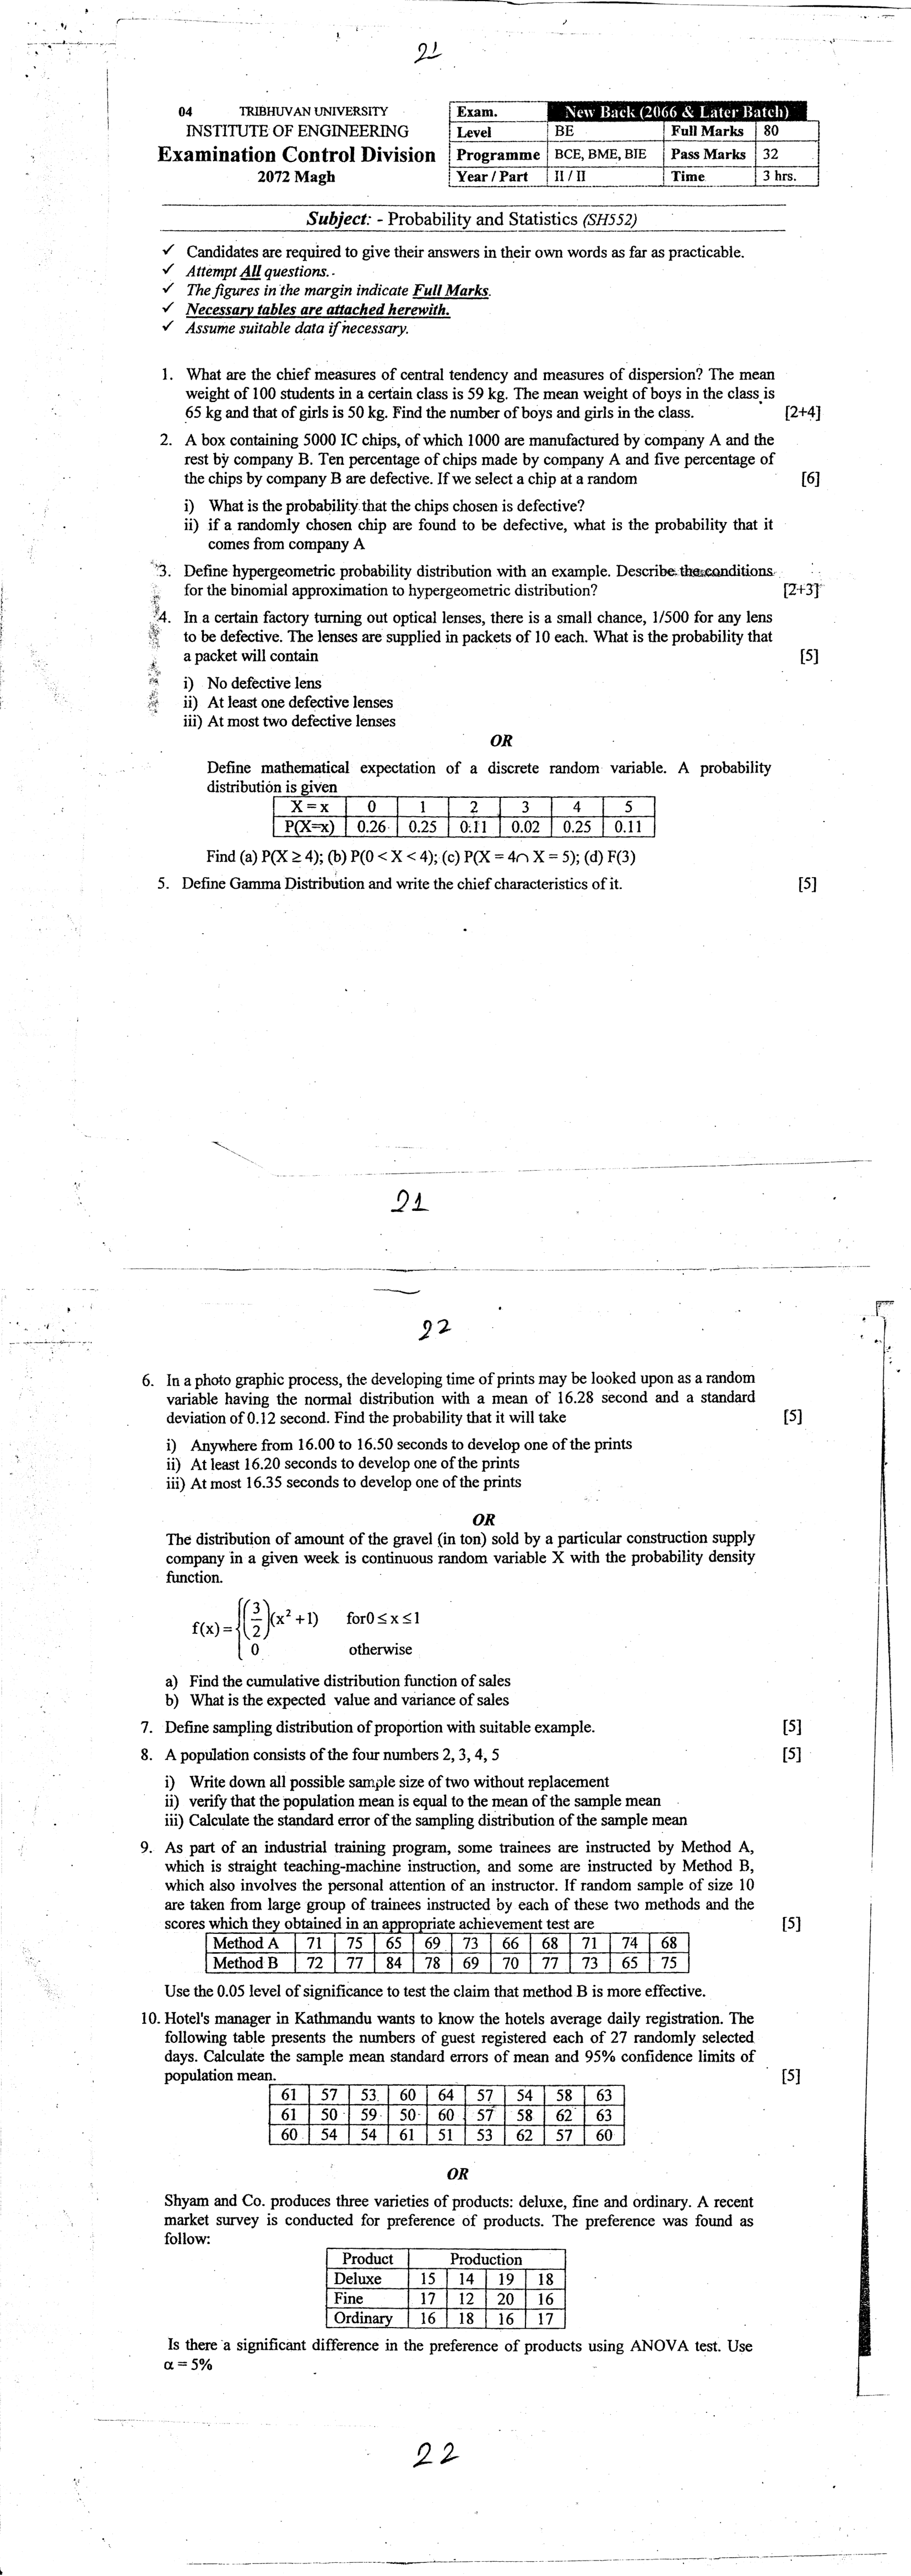 21
04 TRIBHUVAN UNIVERSITY
INSTITUTE OF ENGINEERING
Examination Control Division
2072 Magh
Exam. New Back (2066 & Later Batch)
Level BE Full Marks 80
Programme BCE, BME, BIE Pass Marks 32
Year / Part II / II Time 3 hrs.
Subject: - Probability and Statistics (SH552)
✓ Candidates are required to give their answers in their own words as far as practicable.
✓ Attempt All questions.
✓ The figures in the margin indicate Full Marks.
✓ Necessary tables are attached herewith.
✓ Assume suitable data if necessary.
1. What are the chief measures of central tendency and measures of dispersion? The mean
weight of 100 students in a certain class is 59 kg. The mean weight of boys in the class is
65 kg and that of girls is 50 kg. Find the number of boys and girls in the class. [2+4]
2. A box containing 5000 IC chips, of which 1000 are manufactured by company A and the
rest by company B. Ten percentage of chips made by company A and five percentage of
the chips by company B are defective. If we select a chip at a random [6]
i) What is the probability that the chips chosen is defective?
ii) if a randomly chosen chip are found to be defective, what is the probability that it
comes from company A
3. Define hypergeometric probability distribution with an example. Describe the conditions
for the binomial approximation to hypergeometric distribution? [2+3]
4. In a certain factory turning out optical lenses, there is a small chance, 1/500 for any lens
to be defective. The lenses are supplied in packets of 10 each. What is the probability that
a packet will contain [5]
i) No defective lens
ii) At least one defective lenses
iii) At most two defective lenses
OR
Define mathematical expectation of a discrete random variable. A probability
distribution is given
X = x 0 1 2 3 4 5
P(X=x) 0.26 0.25 0.11 0.02 0.25 0.11
Find (a) P(X ≥ 4); (b) P(0 < X < 4); (c) P(X = 4∩ X = 5); (d) F(3)
5. Define Gamma Distribution and write the chief characteristics of it. [5]
21
22
6. In a photo graphic process, the developing time of prints may be looked upon as a random
variable having the normal distribution with a mean of 16.28 second and a standard
deviation of 0.12 second. Find the probability that it will take [5]
i) Anywhere from 16.00 to 16.50 seconds to develop one of the prints
ii) At least 16.20 seconds to develop one of the prints
iii) At most 16.35 seconds to develop one of the prints
OR
The distribution of amount of the gravel (in ton) sold by a particular construction supply
company in a given week is continuous random variable X with the probability density
function.
f(x) = { (3/2)(x² + 1) for 0 ≤ x ≤ 1
0 otherwise
a) Find the cumulative distribution function of sales
b) What is the expected value and variance of sales
7. Define sampling distribution of proportion with suitable example. [5]
8. A population consists of the four numbers 2, 3, 4, 5 [5]
i) Write down all possible sample size of two without replacement
ii) verify that the population mean is equal to the mean of the sample mean
iii) Calculate the standard error of the sampling distribution of the sample mean
9. As part of an industrial training program, some trainees are instructed by Method A,
which is straight teaching-machine instruction, and some are instructed by Method B,
which also involves the personal attention of an instructor. If random sample of size 10
are taken from large group of trainees instructed by each of these two methods and the
scores which they obtained in an appropriate achievement test are [5]
Method A 71 75 65 69 73 66 68 71 74 68
Method B 72 77 84 78 69 70 77 73 65 75
Use the 0.05 level of significance to test the claim that method B is more effective.
10. Hotel's manager in Kathmandu wants to know the hotels average daily registration. The
following table presents the numbers of guest registered each of 27 randomly selected
days. Calculate the sample mean standard errors of mean and 95% confidence limits of
population mean. [5]
61 57 53 60 64 57 54 58 63
61 50 59 50 60 57 58 62 63
60 54 54 61 51 53 62 57 60
OR
Shyam and Co. produces three varieties of products: deluxe, fine and ordinary. A recent
market survey is conducted for preference of products. The preference was found as
follow:
Product Production
Deluxe 15 14 19 18
Fine 17 12 20 16
Ordinary 16 18 16 17
Is there a significant difference in the preference of products using ANOVA test. Use
α = 5%
22